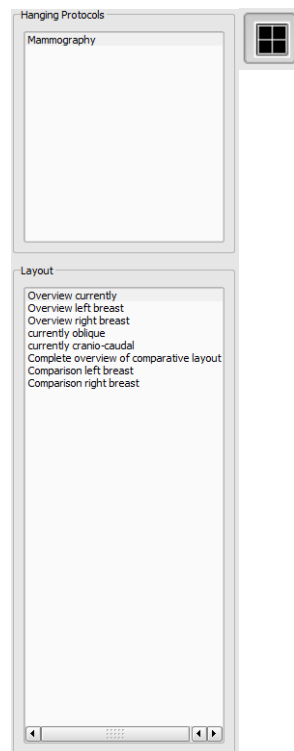 Hanging Protocols
Mammography
Layout
Overview currently
Overview left breast
Overview right breast
currently oblique
currently cranio-caudal
Complete overview of comparative layout
Comparison left breast
Comparison right breast